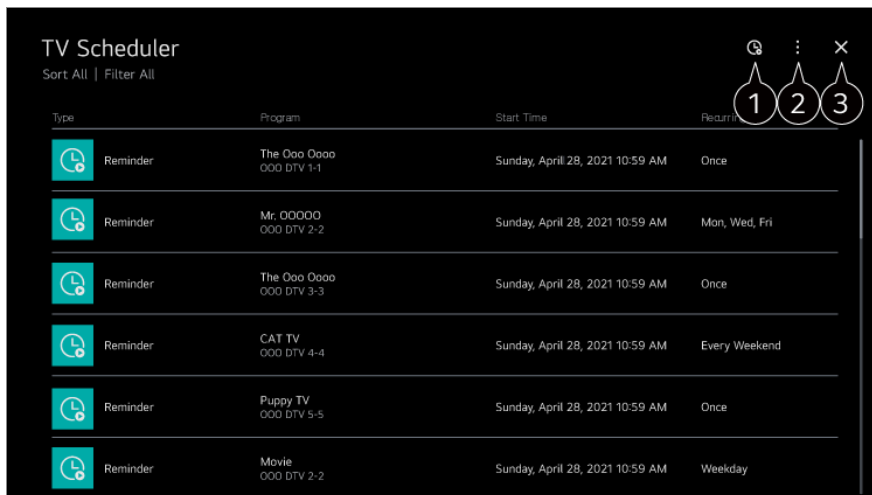 TV Scheduler
Sort All | Filter All
1 2 3
Type Program Start Time
Reminder The Ooo Oooo Sunday, April 28, 2021 10:59 AM Once
OOO DTV 1-1
Reminder Mr. OOOOO Sunday, April 28, 2021 10:59 AM Mon, Wed, Fri
OOO DTV 2-2
Reminder The Ooo Oooo Sunday, April 28, 2021 10:59 AM Once
OOO DTV 3-3
Reminder CAT TV Sunday, April 28, 2021 10:59 AM Every Weekend
OOO DTV 4-4
Reminder Puppy TV Sunday, April 28, 2021 10:59 AM Once
OOO DTV 5-5
Reminder Movie Sunday, April 28, 2021 10:59 AM Weekday
OOO DTV 2-2